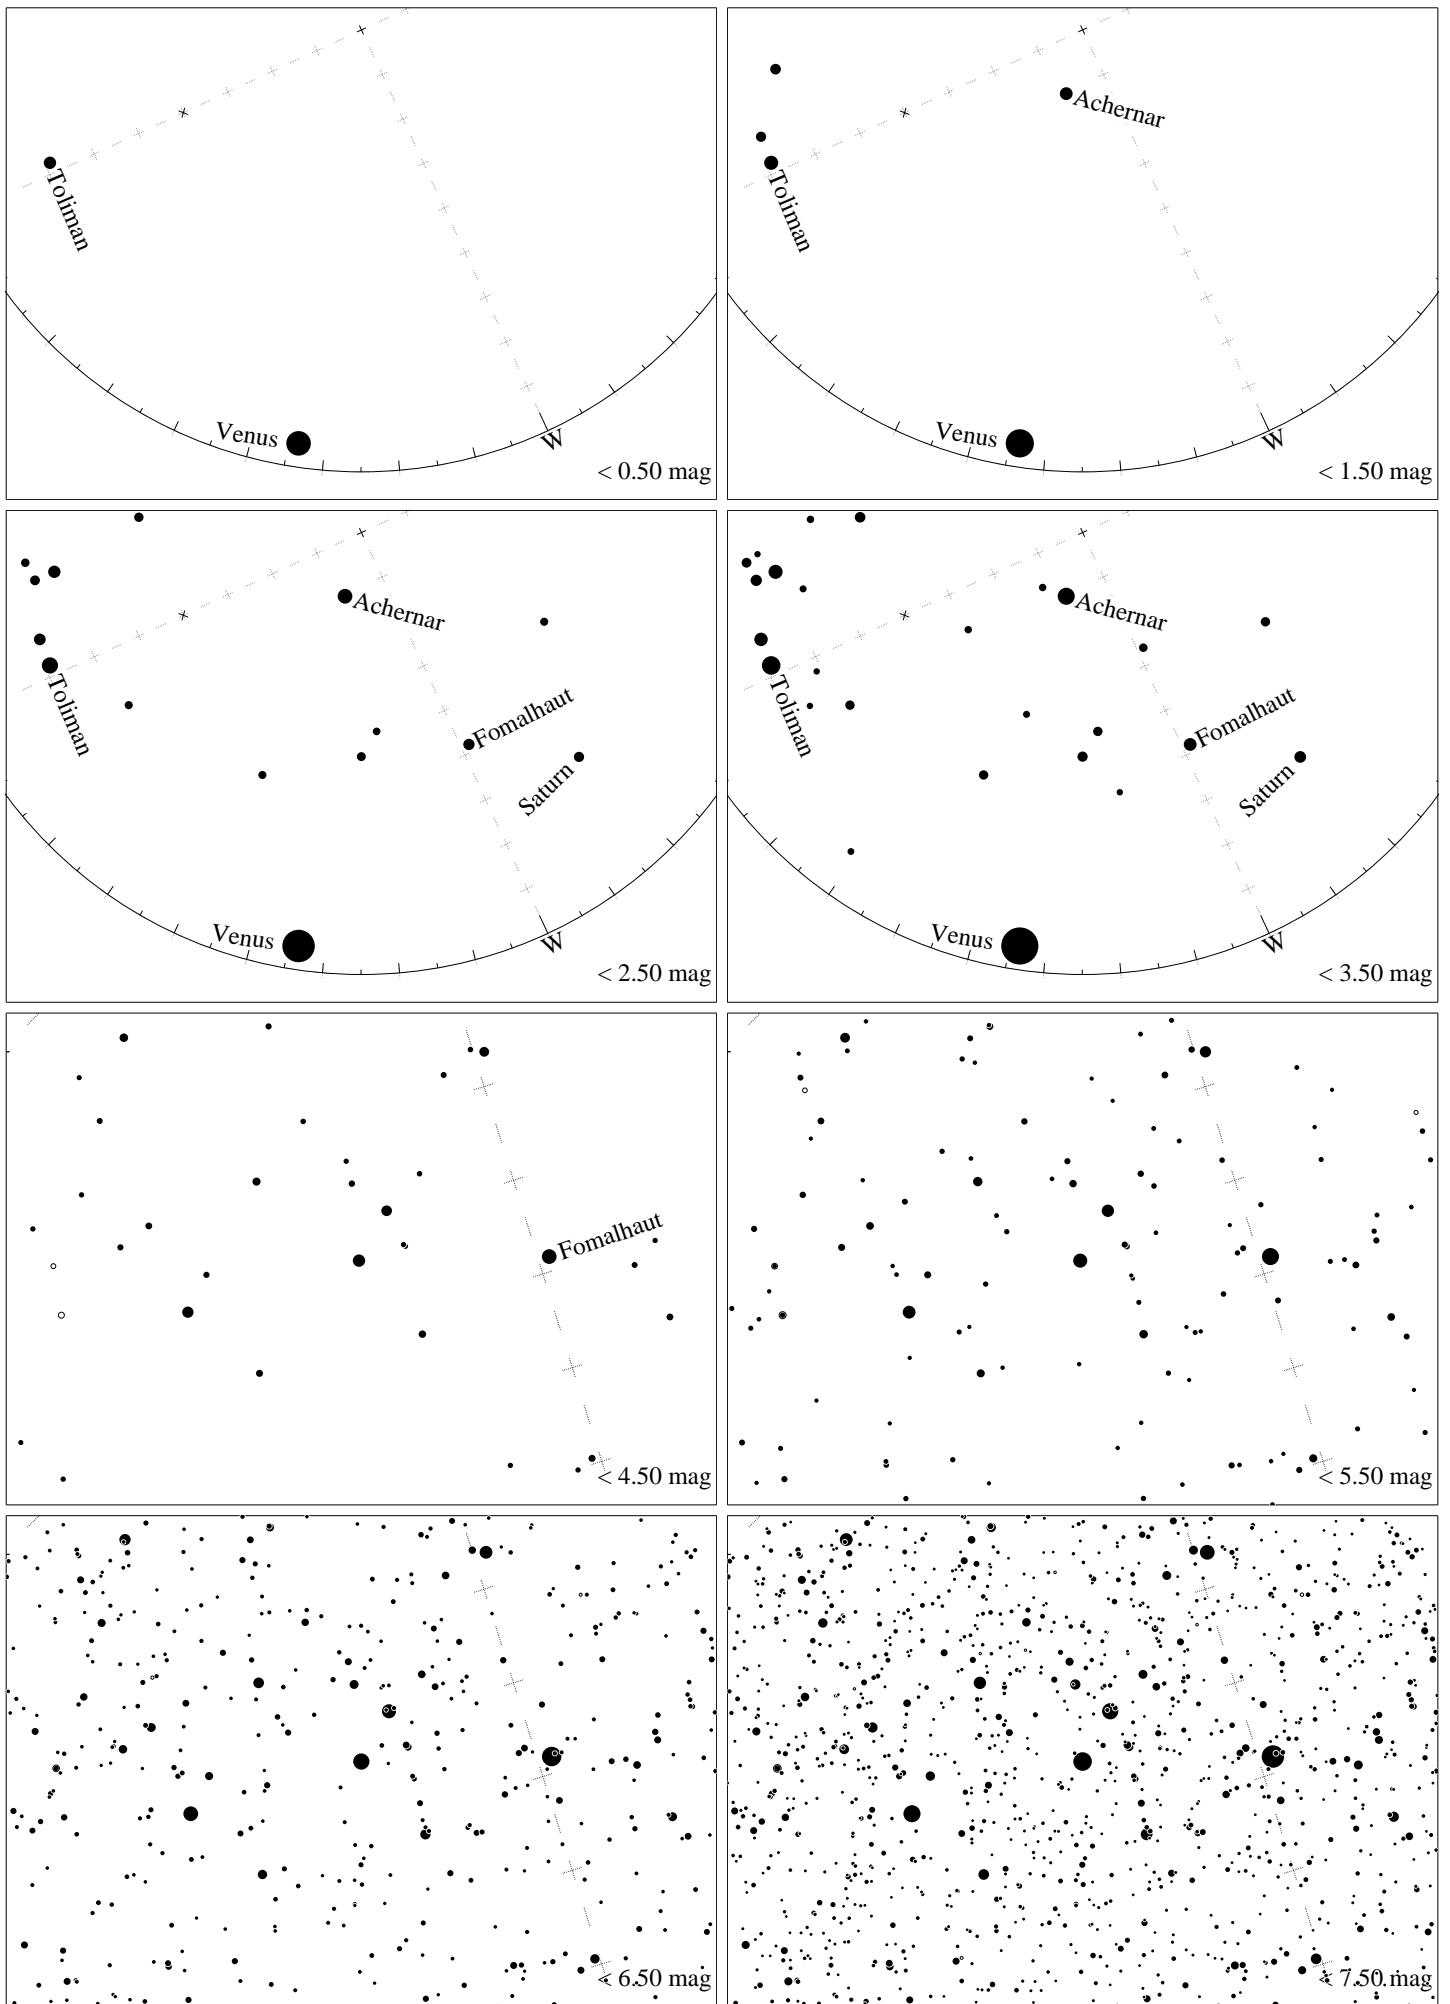 Toliman
Venus
W
< 0.50 mag
Achernar
Toliman
Venus
W
< 1.50 mag
Achernar
Toliman
Fomalhaut
Saturn
Venus
W
< 2.50 mag
Achernar
Toliman
Fomalhaut
Saturn
Venus
W
< 3.50 mag
Fomalhaut
< 4.50 mag
< 5.50 mag
< 6.50 mag
< 7.50 mag